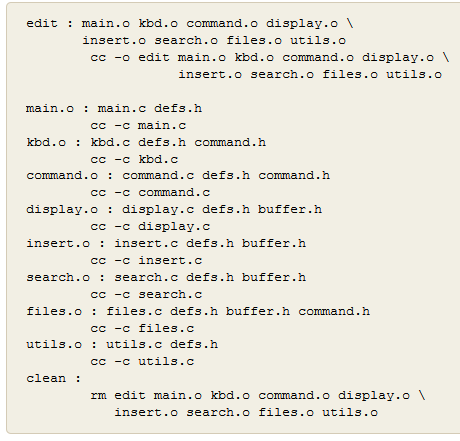 edit : main.o kbd.o command.o display.o \
insert.o search.o files.o utils.o
cc -o edit main.o kbd.o command.o display.o \
insert.o search.o files.o utils.o
main.o : main.c defs.h
cc -c main.c
kbd.o : kbd.c defs.h command.h
cc -c kbd.c
command.o : command.c defs.h command.h
cc -c command.c
display.o : display.c defs.h buffer.h
cc -c display.c
insert.o : insert.c defs.h buffer.h
cc -c insert.c
search.o : search.c defs.h buffer.h
cc -c search.c
files.o : files.c defs.h buffer.h command.h
cc -c files.c
utils.o : utils.c defs.h
cc -c utils.c
clean :
rm edit main.o kbd.o command.o display.o \
insert.o search.o files.o utils.o